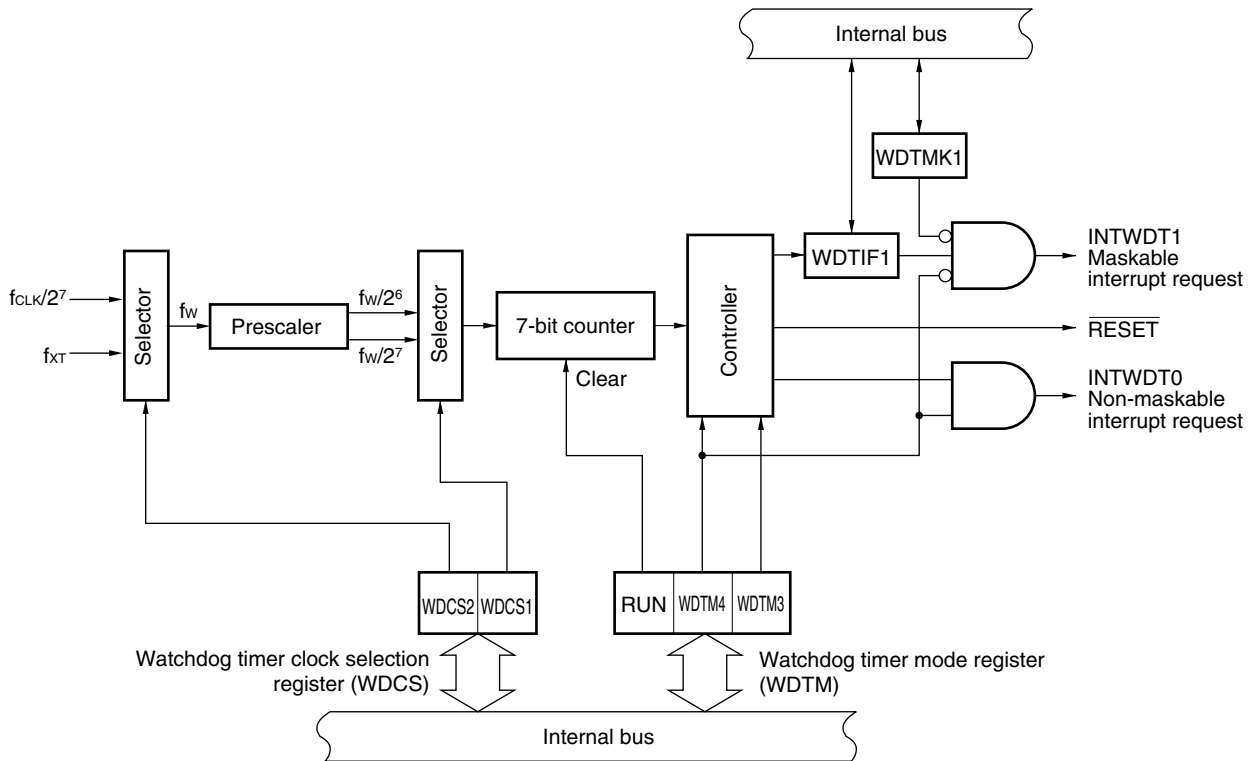 Internal bus
WDTMK1
WDTIF1
INTWDT1
Maskable
interrupt request
fCLK/2⁷
fXT
Selector
fW
Prescaler
fW/2⁶
fW/2⁷
Selector
7-bit counter
Clear
Controller
RESET
INTWDT0
Non-maskable
interrupt request
WDCS2 WDCS1
RUN WDTM4 WDTM3
Watchdog timer clock selection
register (WDCS)
Watchdog timer mode register
(WDTM)
Internal bus